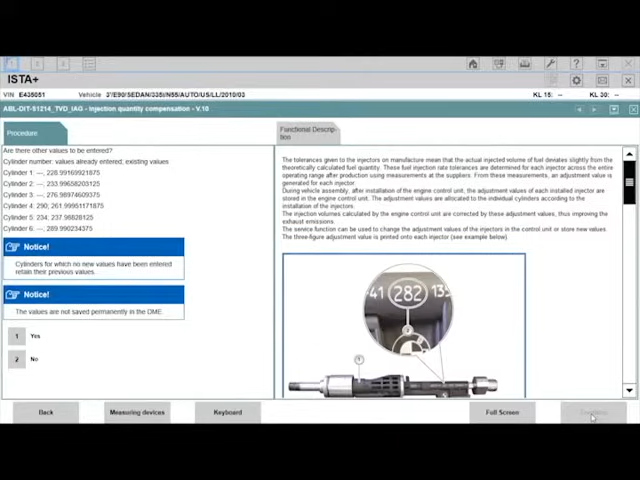 1 2 3
ISTA+
VIN E435051 Vehicle 3'/E90/SEDAN/335i/N55/AUTO/US/LL/2010/03 KL 15: -- KL 30: --
ABL-DIT-S1214_TVD_IAG - Injection quantity compensation - V.10
Procedure
Are there other values to be entered?
Cylinder number: values already entered; existing values
Cylinder 1: ---, 228.99169921875
Cylinder 2: ---, 233.99658203125
Cylinder 3: ---, 276.98974609375
Cylinder 4: 290, 261.99951171875
Cylinder 5: 234, 237.98828125
Cylinder 6: ---, 289.990234375
Notice!
Cylinders for which no new values have been entered
retain their previous values.
Notice!
The values are not saved permanently in the DME.
1 Yes
2 No
Functional Descrip-
tion
The tolerances given to the injectors on manufacture mean that the actual injected volume of fuel deviates slightly from the
theoretically calculated fuel quantity. These fuel injection rate tolerances are determined for each injector across the entire
operating range after production using measurements at the suppliers. From these measurements, an adjustment value is
generated for each injector
During vehicle assembly, after installation of the engine control unit, the adjustment values of each installed injector are
stored in the engine control unit. The adjustment values are allocated to the individual cylinders according to the
installation of the injectors.
The injection volumes calculated by the engine control unit are corrected by these adjustment values, thus improving the
exhaust emissions.
The service function can be used to change the adjustment values of the injectors in the control unit or store new values.
The three-figure adjustment value is printed onto each injector (see example below)
41 282 135
1
Back Measuring devices Keyboard Full Screen